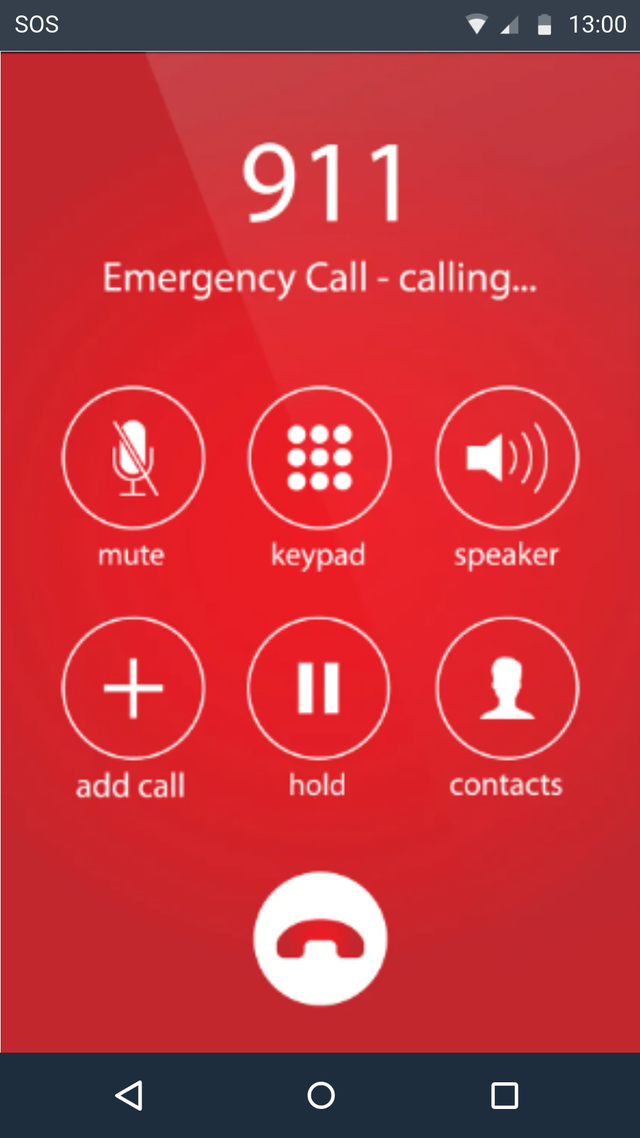 SOS 13:00
911
Emergency Call - calling...
mute keypad speaker
add call hold contacts